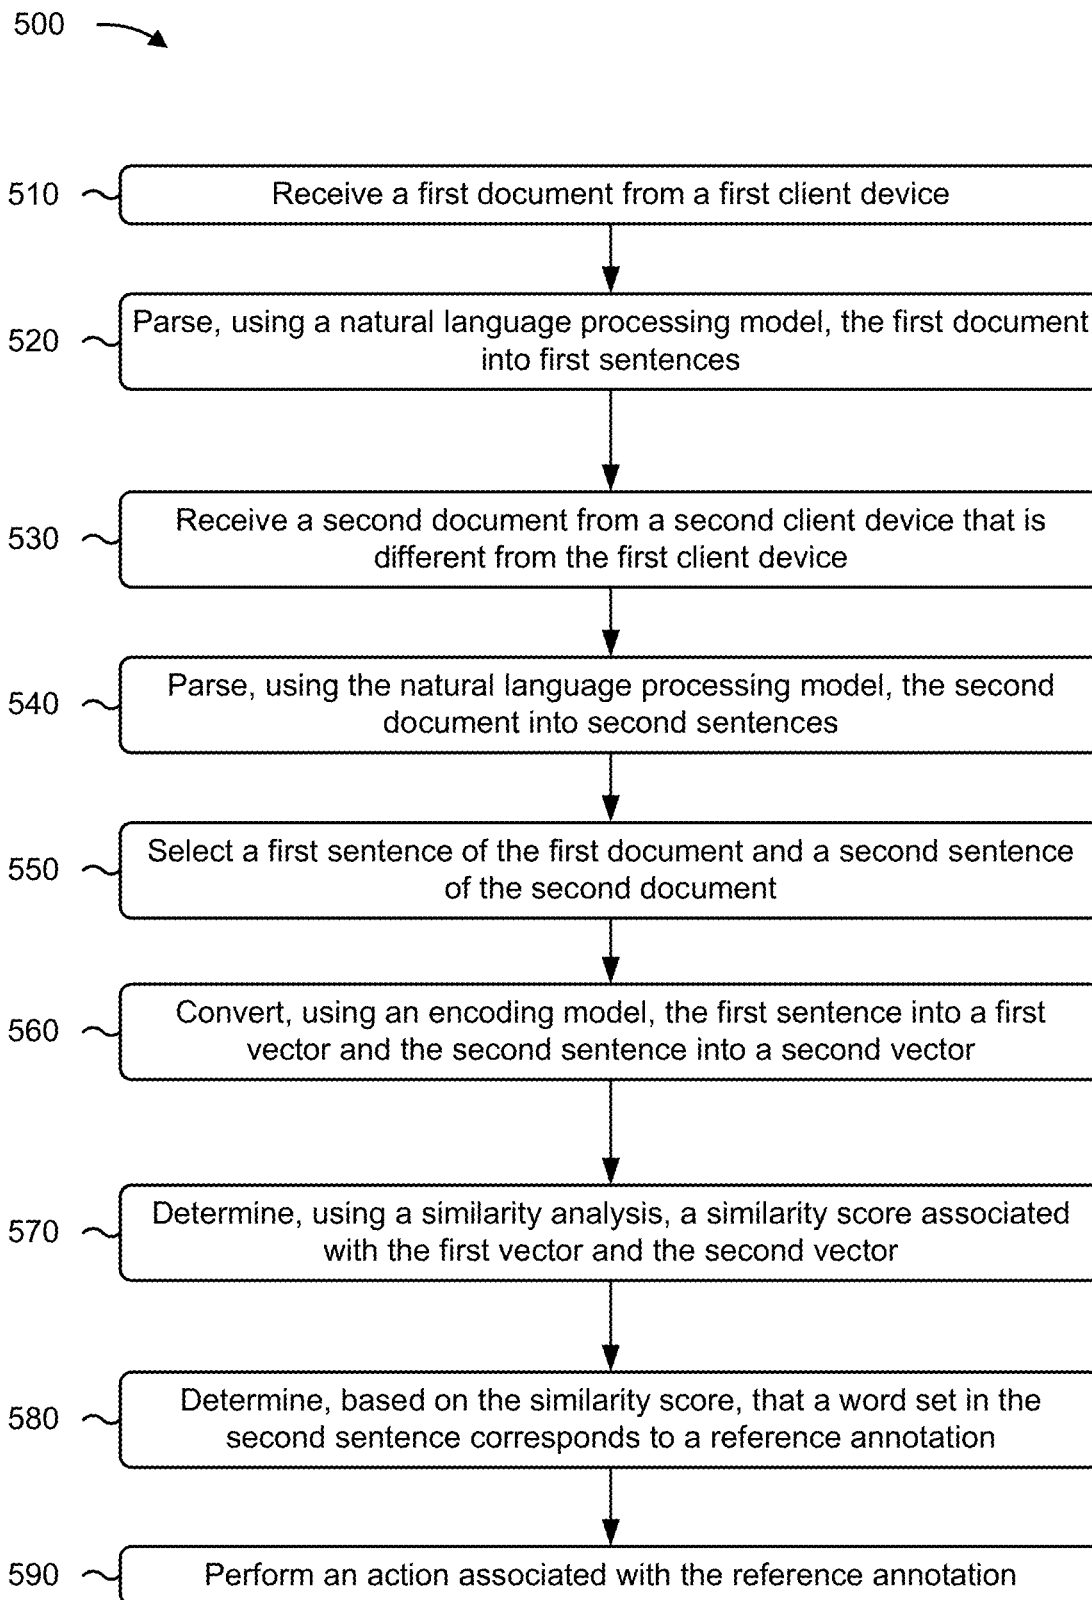 500
510
Receive a first document from a first client device
520
Parse, using a natural language processing model, the first document
into first sentences
530
Receive a second document from a second client device that is
different from the first client device
540
Parse, using the natural language processing model, the second
document into second sentences
550
Select a first sentence of the first document and a second sentence
of the second document
560
Convert, using an encoding model, the first sentence into a first
vector and the second sentence into a second vector
570
Determine, using a similarity analysis, a similarity score associated
with the first vector and the second vector
580
Determine, based on the similarity score, that a word set in the
second sentence corresponds to a reference annotation
590
Perform an action associated with the reference annotation